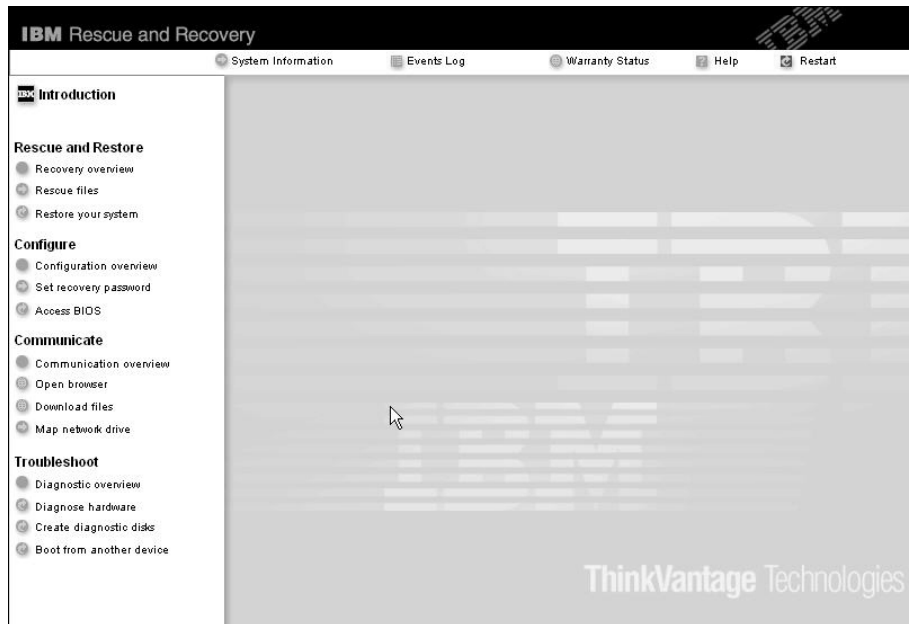 IBM Rescue and Recovery
IBM
System Information
Events Log
Warranty Status
Help
Restart
Introduction
Rescue and Restore
Recovery overview
Rescue files
Restore your system
Configure
Configuration overview
Set recovery password
Access BIOS
Communicate
Communication overview
Open browser
Download files
Map network drive
Troubleshoot
Diagnostic overview
Diagnose hardware
Create diagnostic disks
Boot from another device
IBM
ThinkVantage Technologies